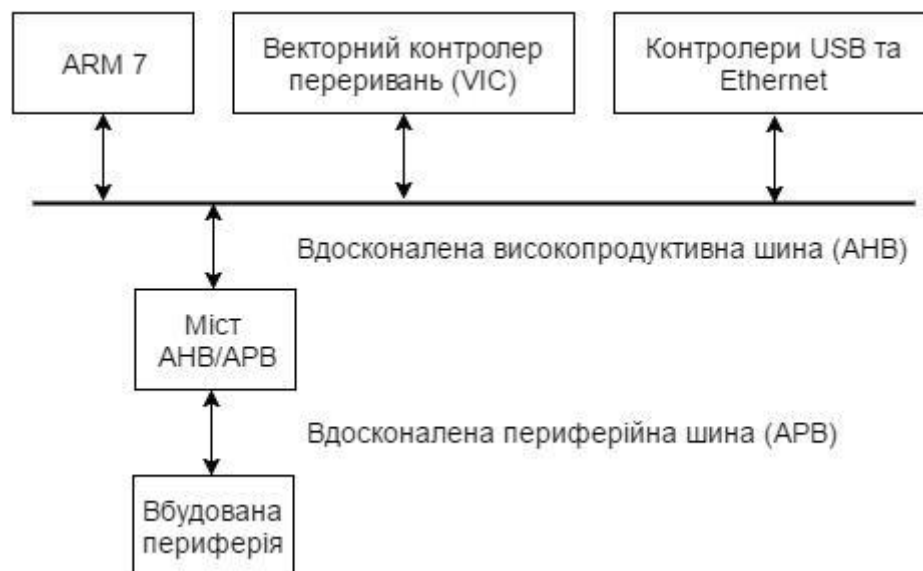 ARM 7
Векторний контролер
переривань (VIC)
Контролери USB та
Ethernet
Вдосконалена високопродуктивна шина (AHB)
Міст
AHB/APB
Вдосконалена периферійна шина (APB)
Вбудована
периферія